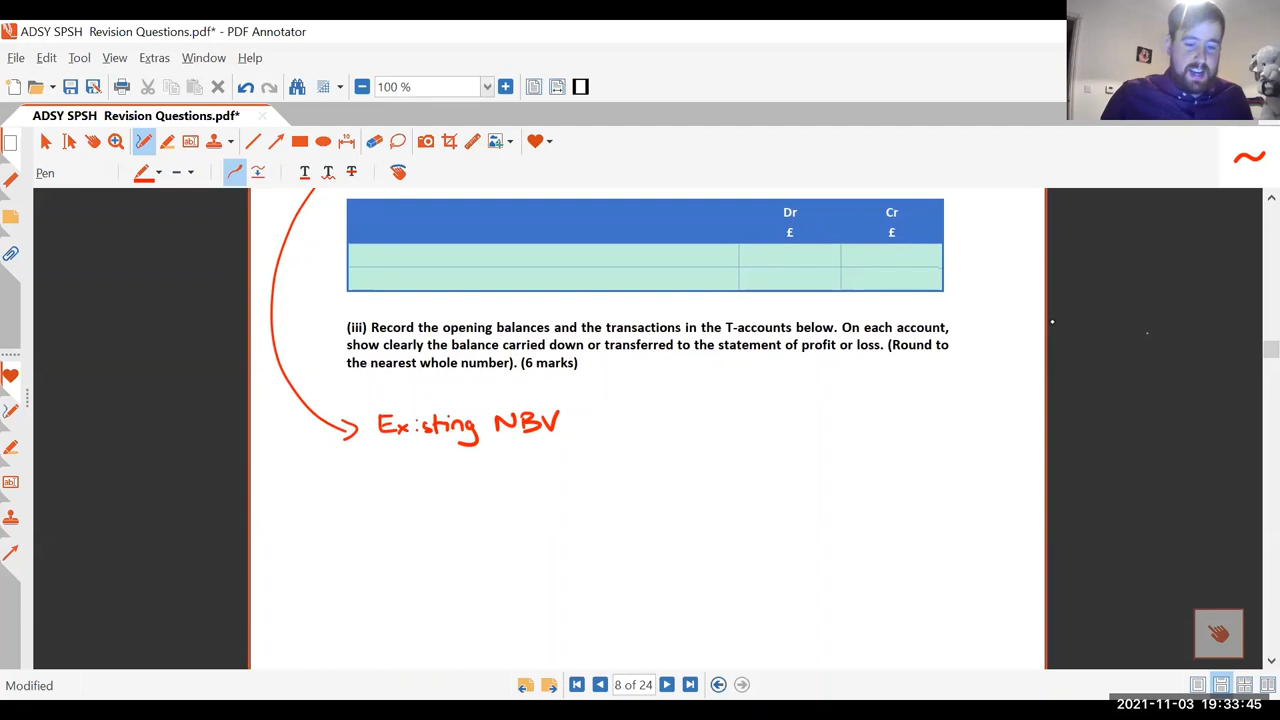 ADSY SPSH Revision Questions.pdf* - PDF Annotator
File Edit Tool View Extras Window Help
100 %
ADSY SPSH Revision Questions.pdf*
Pen
Dr Cr
£ £
(iii) Record the opening balances and the transactions in the T-accounts below. On each account,
show clearly the balance carried down or transferred to the statement of profit or loss. (Round to
the nearest whole number). (6 marks)
Existing NBV
Modified
8 of 24
2021-11-03 19:33:45